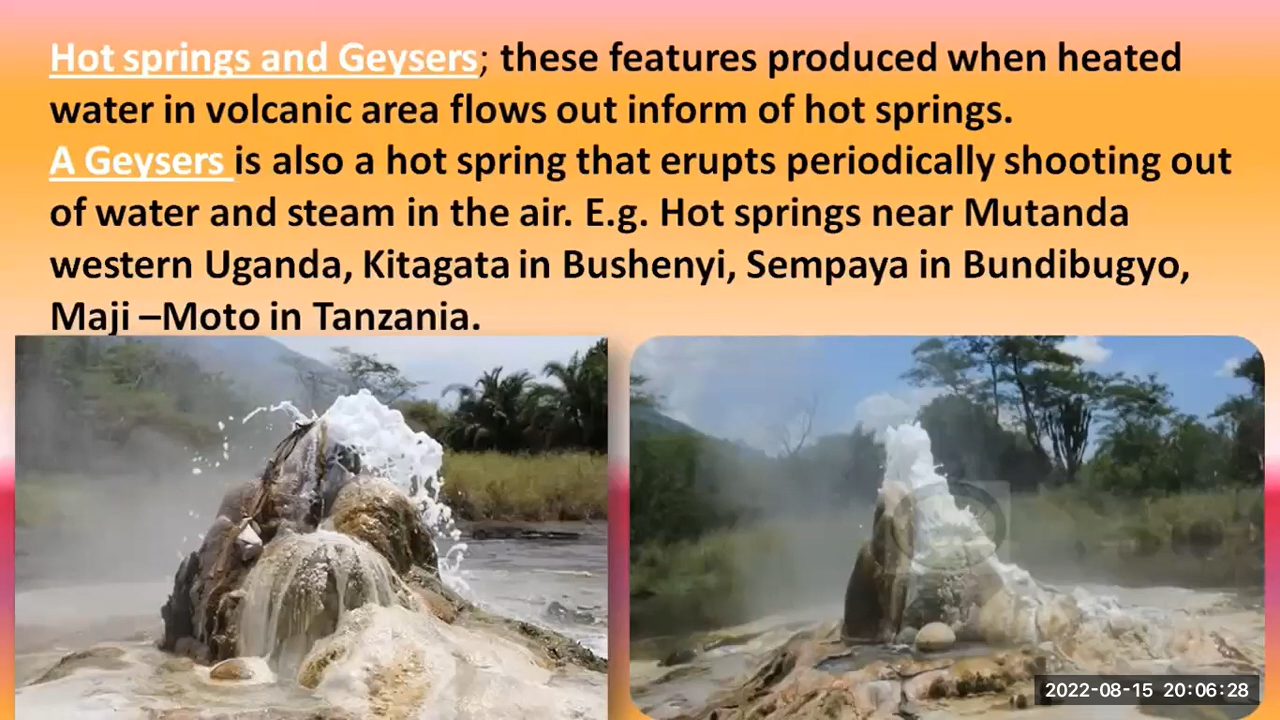 Hot springs and Geysers; these features produced when heated
water in volcanic area flows out inform of hot springs.
A Geysers is also a hot spring that erupts periodically shooting out
of water and steam in the air. E.g. Hot springs near Mutanda
western Uganda, Kitagata in Bushenyi, Sempaya in Bundibugyo,
Maji –Moto in Tanzania.
2022-08-15 20:06:28